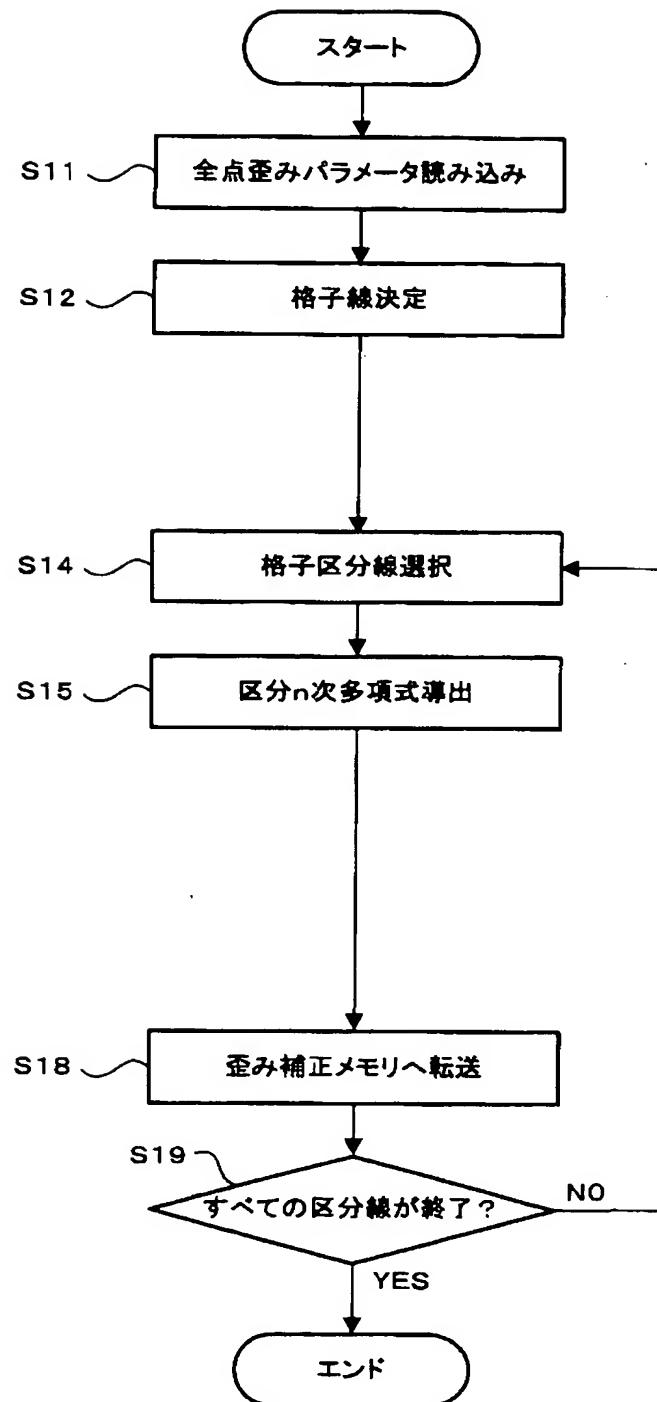 スタート
S11
全点歪みパラメータ読み込み
S12
格子線決定
S14
格子区分線選択
S15
区分n次多項式導出
S18
歪み補正メモリへ転送
S19
すべての区分線が終了？
NO
YES
エンド